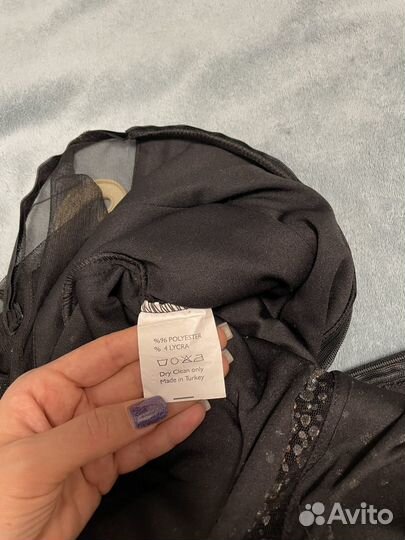 %96 POLYESTER
% 4 LYCRA
Dry Clean only
Made in Turkey
Avito